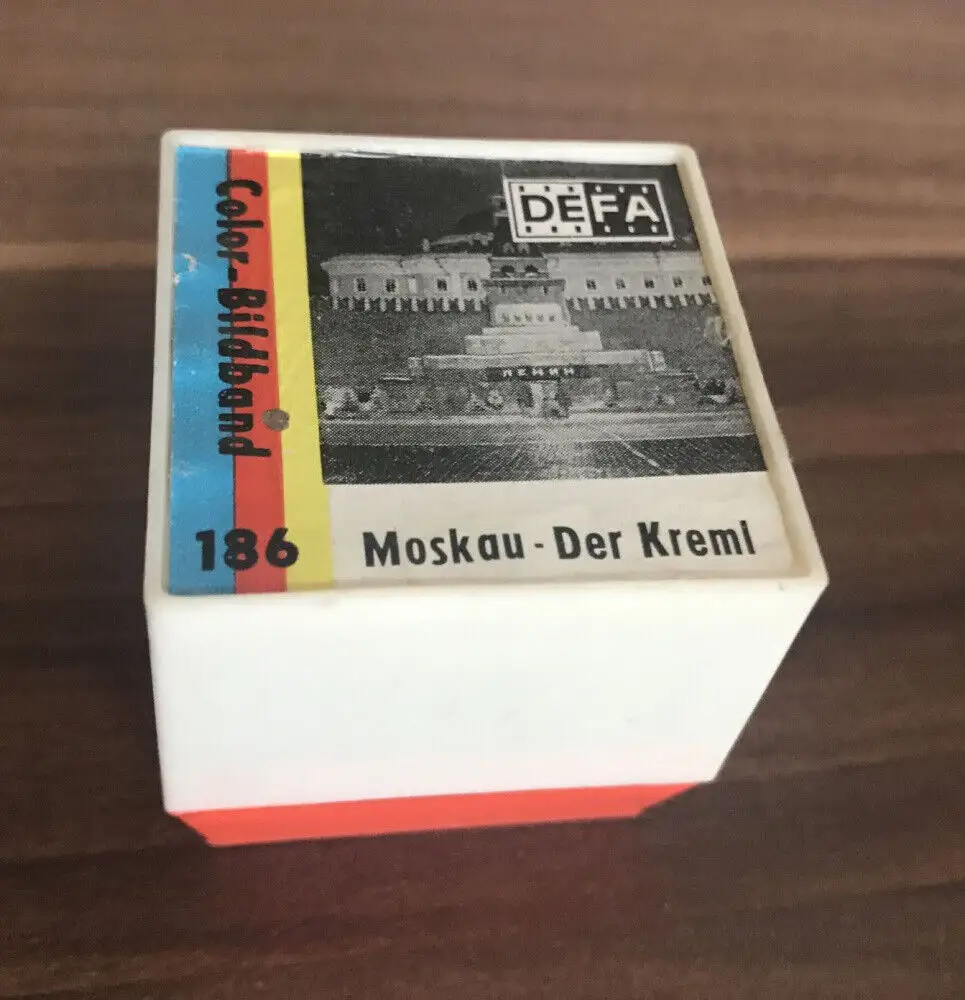 Color-Bildband
DEFA
ЛЕНИН
186
Moskau - Der Kreml